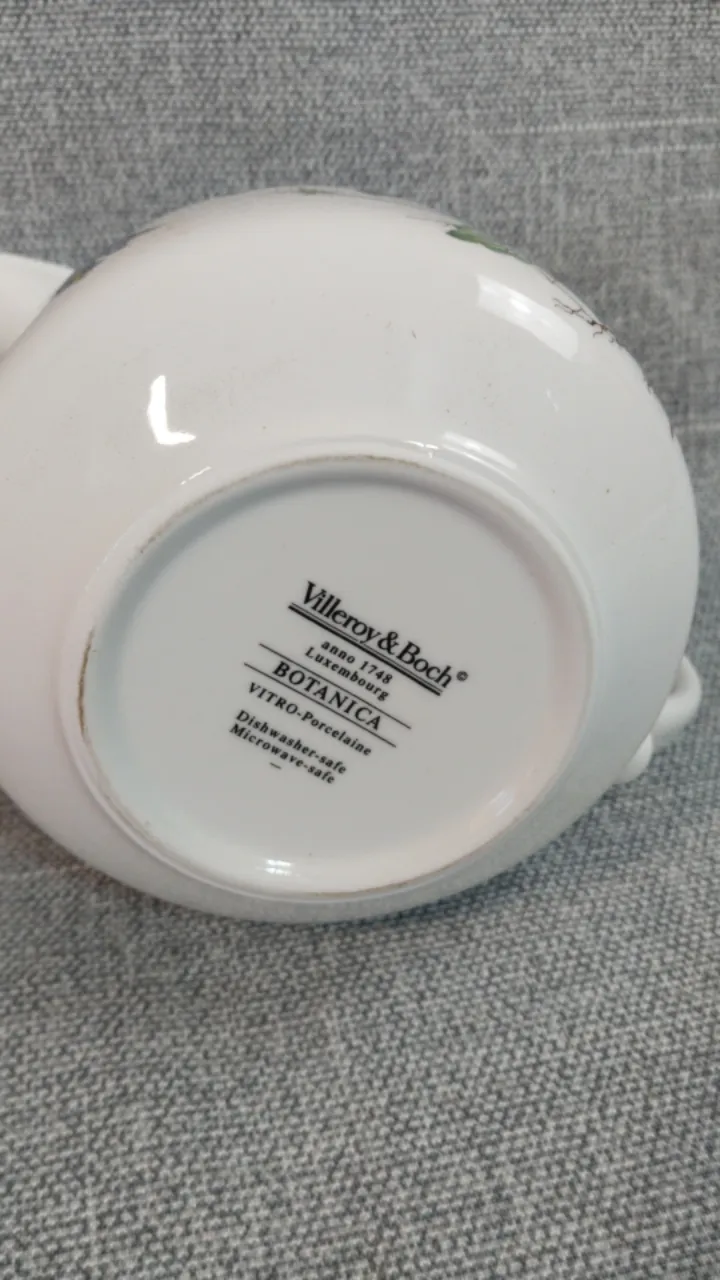 Villeroy & Boch ©
anno 1748
Luxembourg
BOTANICA
VITRO-Porcelaine
Dishwasher-safe
Microwave-safe